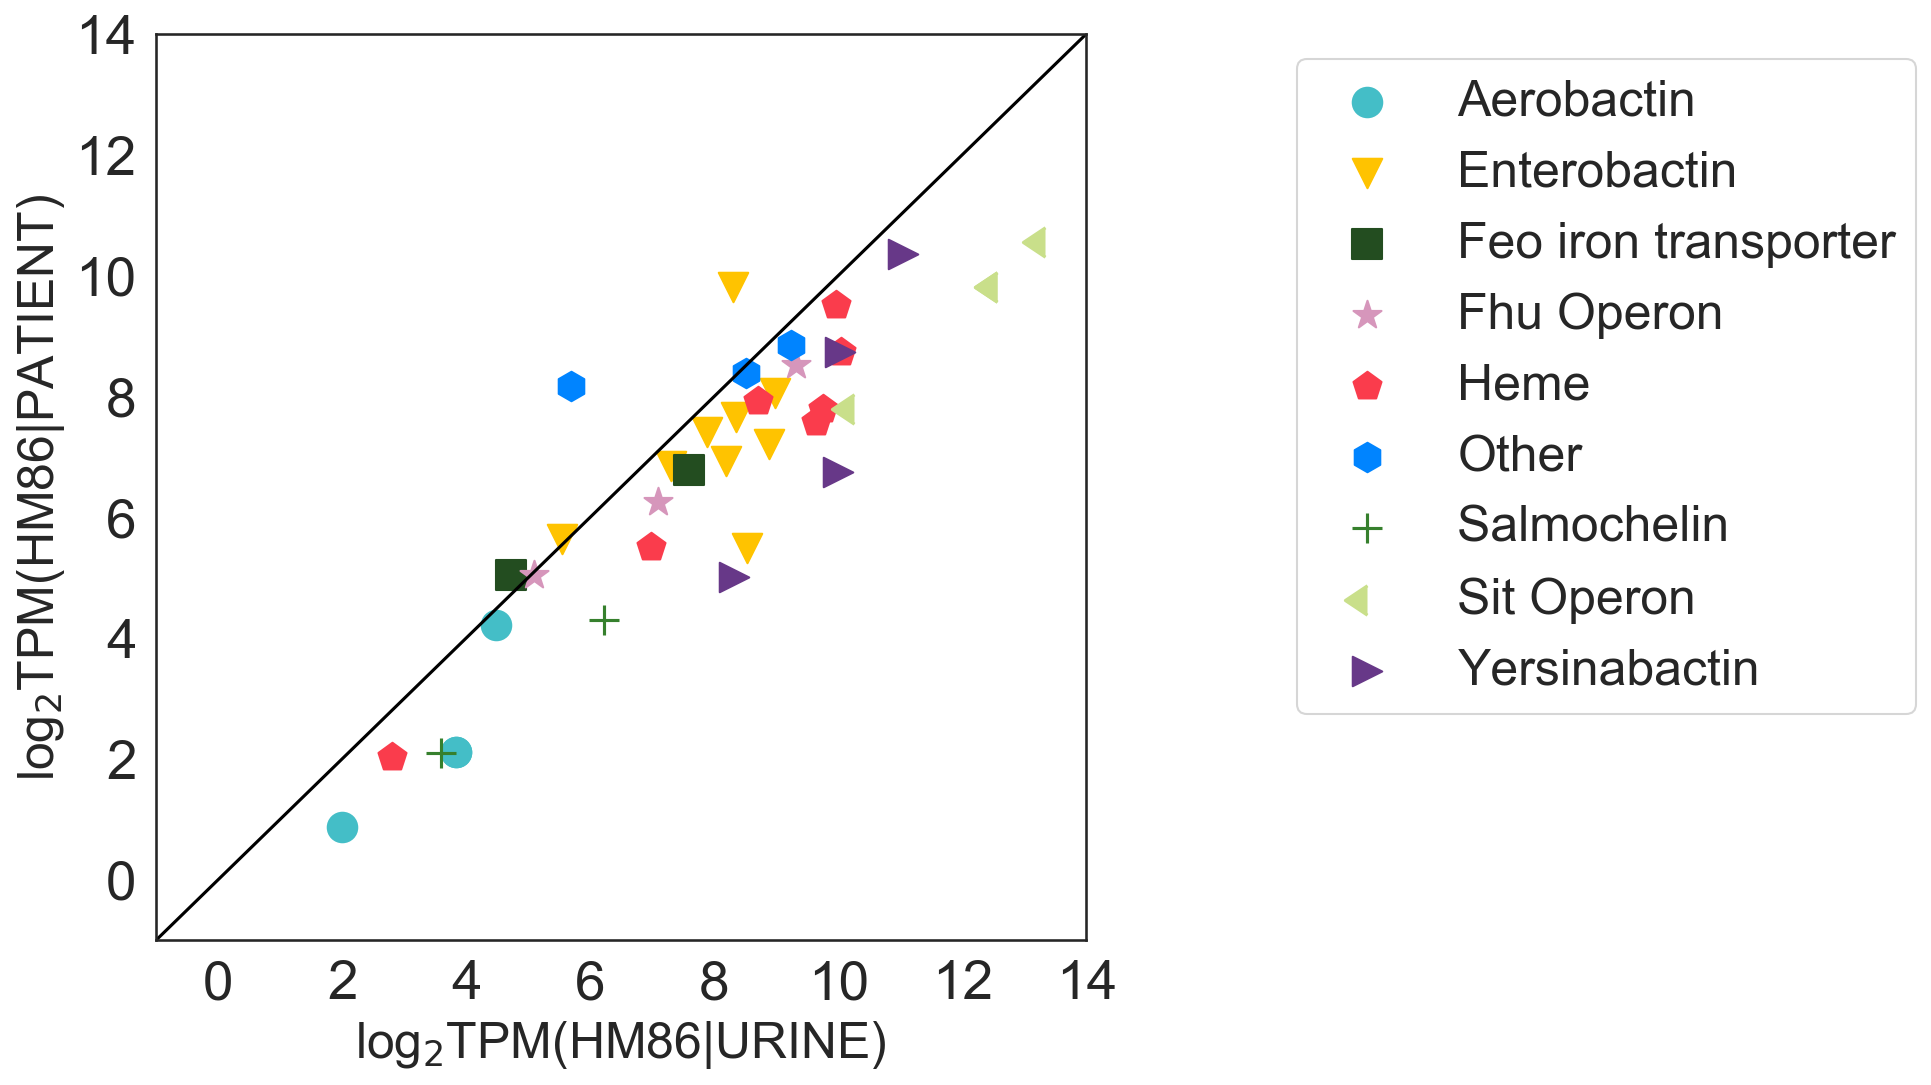 14
12
10
8
6
4
2
0
log₂TPM(HM86|PATIENT)
0 2 4 6 8 10 12 14
log₂TPM(HM86|URINE)
Aerobactin
Enterobactin
Feo iron transporter
Fhu Operon
Heme
Other
Salmochelin
Sit Operon
Yersinabactin